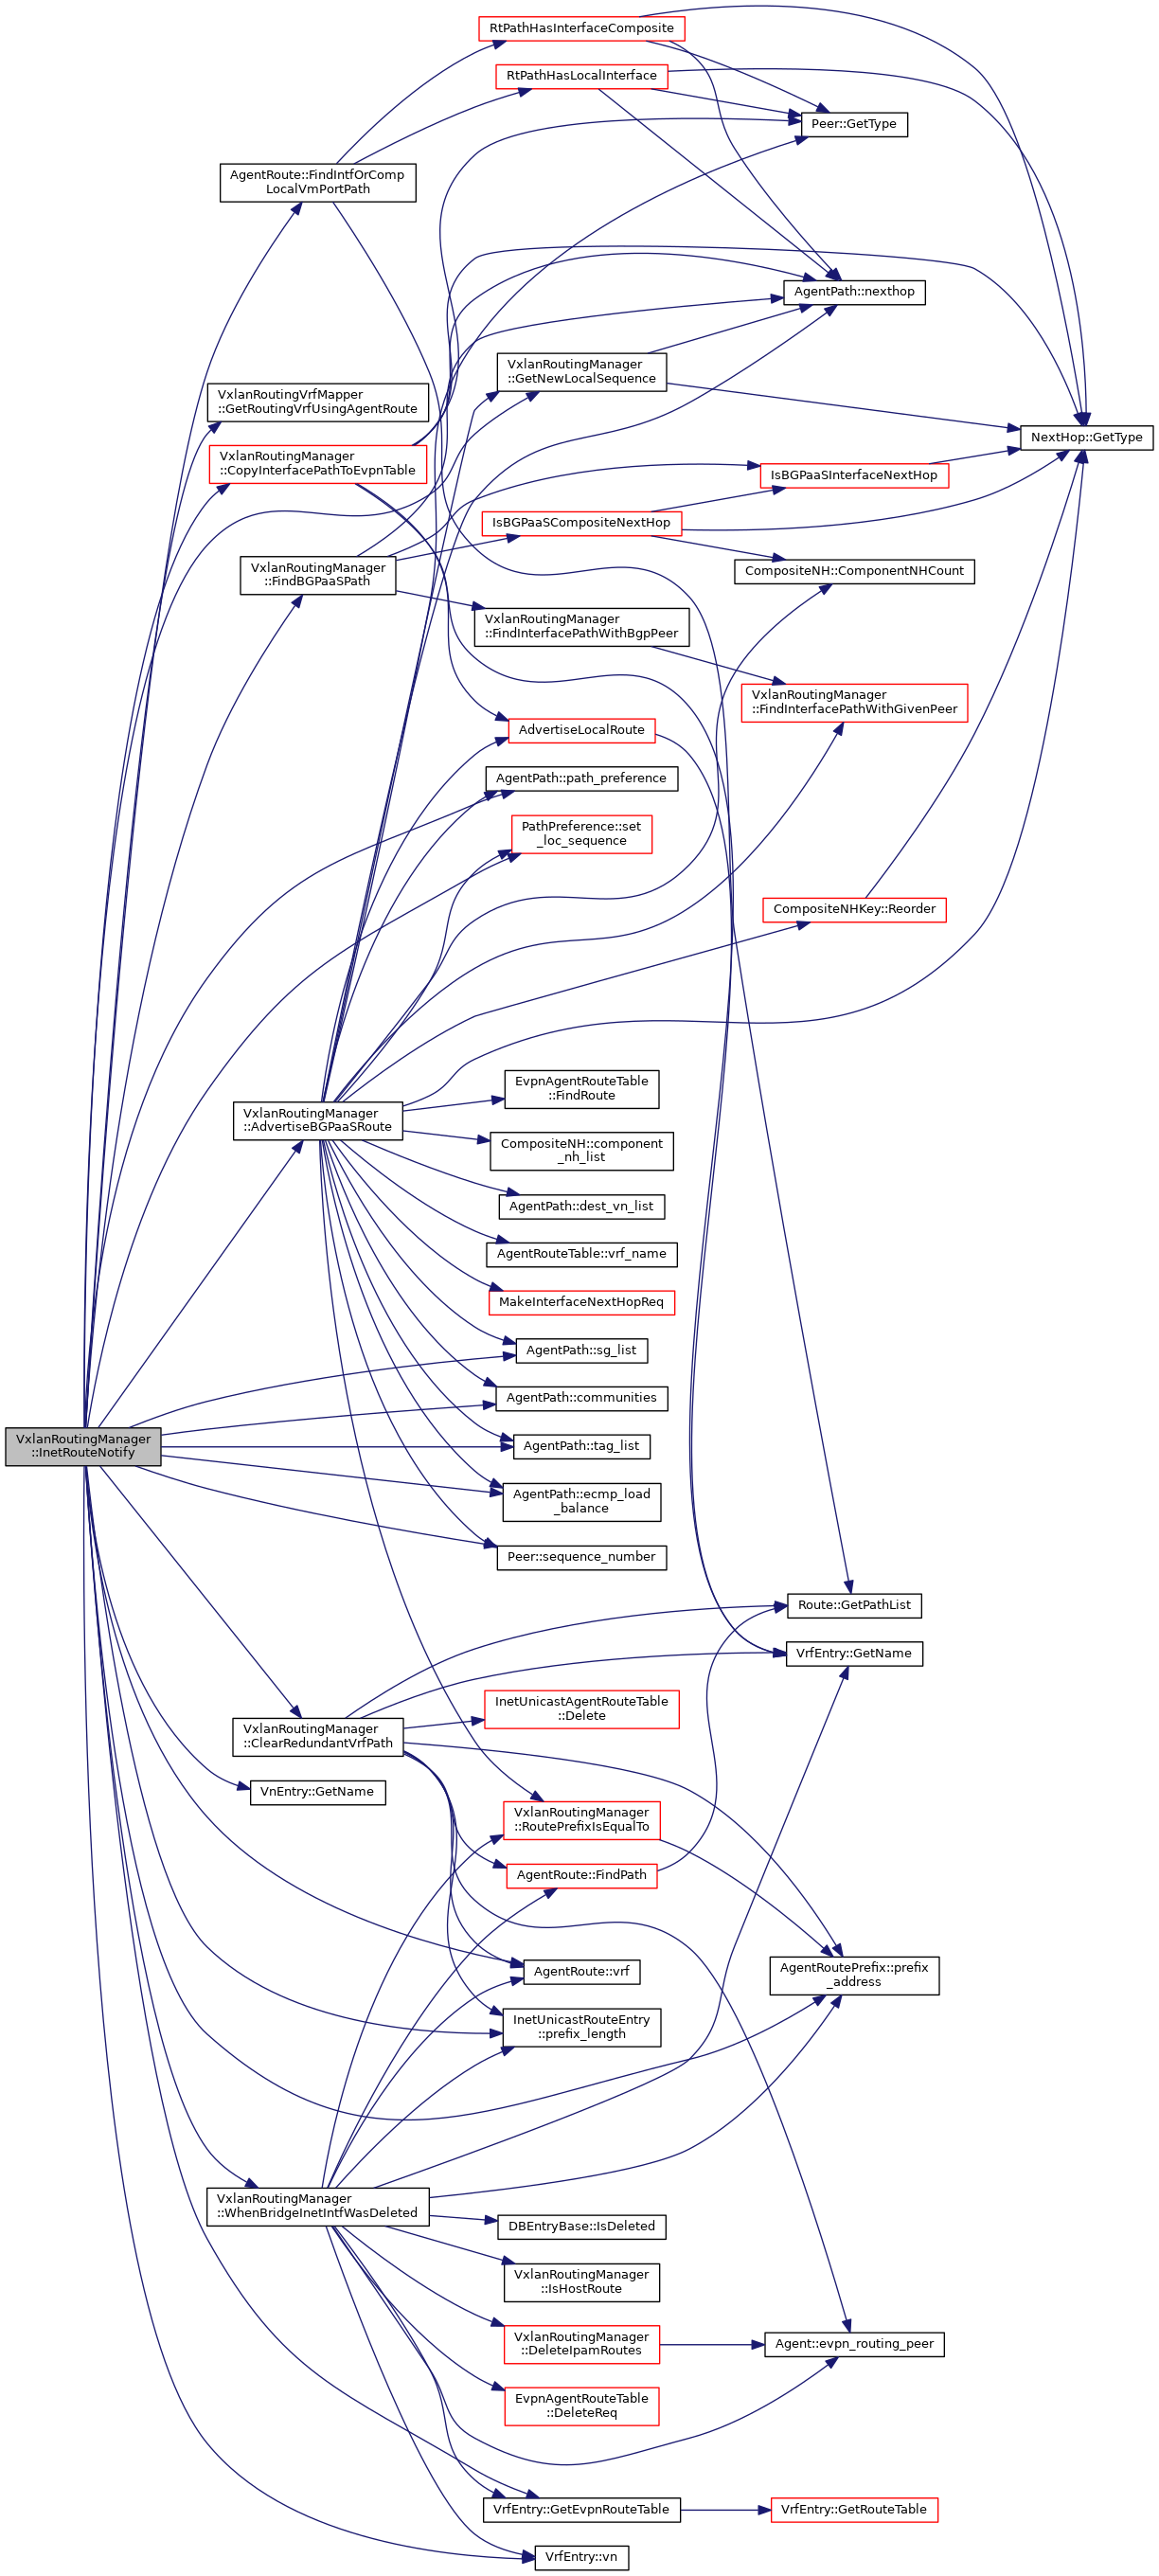 RtPathHasInterfaceComposite
RtPathHasLocalInterface
Peer::GetType
AgentRoute::FindIntfOrComp
LocalVmPortPath
AgentPath::nexthop
VxlanRoutingManager
::GetNewLocalSequence
VxlanRoutingVrfMapper
::GetRoutingVrfUsingAgentRoute
NextHop::GetType
VxlanRoutingManager
::CopyInterfacePathToEvpnTable
IsBGPaaSInterfaceNextHop
IsBGPaaSCompositeNextHop
VxlanRoutingManager
::FindBGPaaSPath
CompositeNH::ComponentNHCount
VxlanRoutingManager
::FindInterfacePathWithBgpPeer
VxlanRoutingManager
::FindInterfacePathWithGivenPeer
AdvertiseLocalRoute
AgentPath::path_preference
PathPreference::set
_loc_sequence
CompositeNHKey::Reorder
EvpnAgentRouteTable
::FindRoute
VxlanRoutingManager
::AdvertiseBGPaaSRoute
CompositeNH::component
_nh_list
AgentPath::dest_vn_list
AgentRouteTable::vrf_name
MakeInterfaceNextHopReq
AgentPath::sg_list
AgentPath::communities
VxlanRoutingManager
::InetRouteNotify
AgentPath::tag_list
AgentPath::ecmp_load
_balance
Peer::sequence_number
Route::GetPathList
VrfEntry::GetName
InetUnicastAgentRouteTable
::Delete
VxlanRoutingManager
::ClearRedundantVrfPath
VnEntry::GetName
VxlanRoutingManager
::RoutePrefixIsEqualTo
AgentRoute::FindPath
AgentRoute::vrf
AgentRoutePrefix::prefix
_address
InetUnicastRouteEntry
::prefix_length
VxlanRoutingManager
::WhenBridgeInetIntfWasDeleted
DBEntryBase::IsDeleted
VxlanRoutingManager
::IsHostRoute
VxlanRoutingManager
::DeleteIpamRoutes
Agent::evpn_routing_peer
EvpnAgentRouteTable
::DeleteReq
VrfEntry::GetEvpnRouteTable
VrfEntry::GetRouteTable
VrfEntry::vn